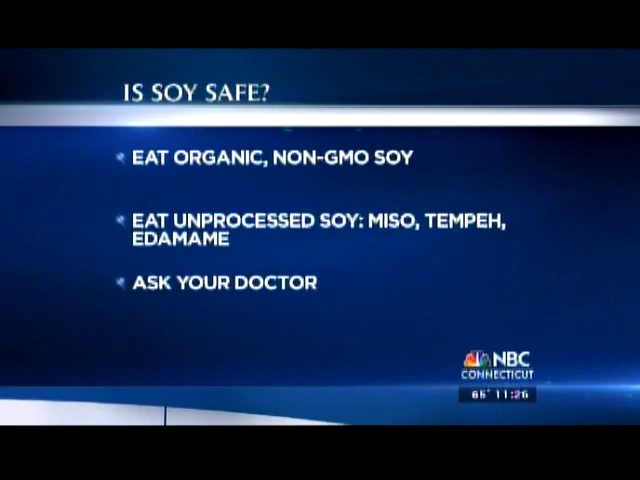 IS SOY SAFE?
EAT ORGANIC, NON-GMO SOY
EAT UNPROCESSED SOY: MISO, TEMPEH,
EDAMAME
ASK YOUR DOCTOR
NBC
CONNECTICUT
65° 11:26